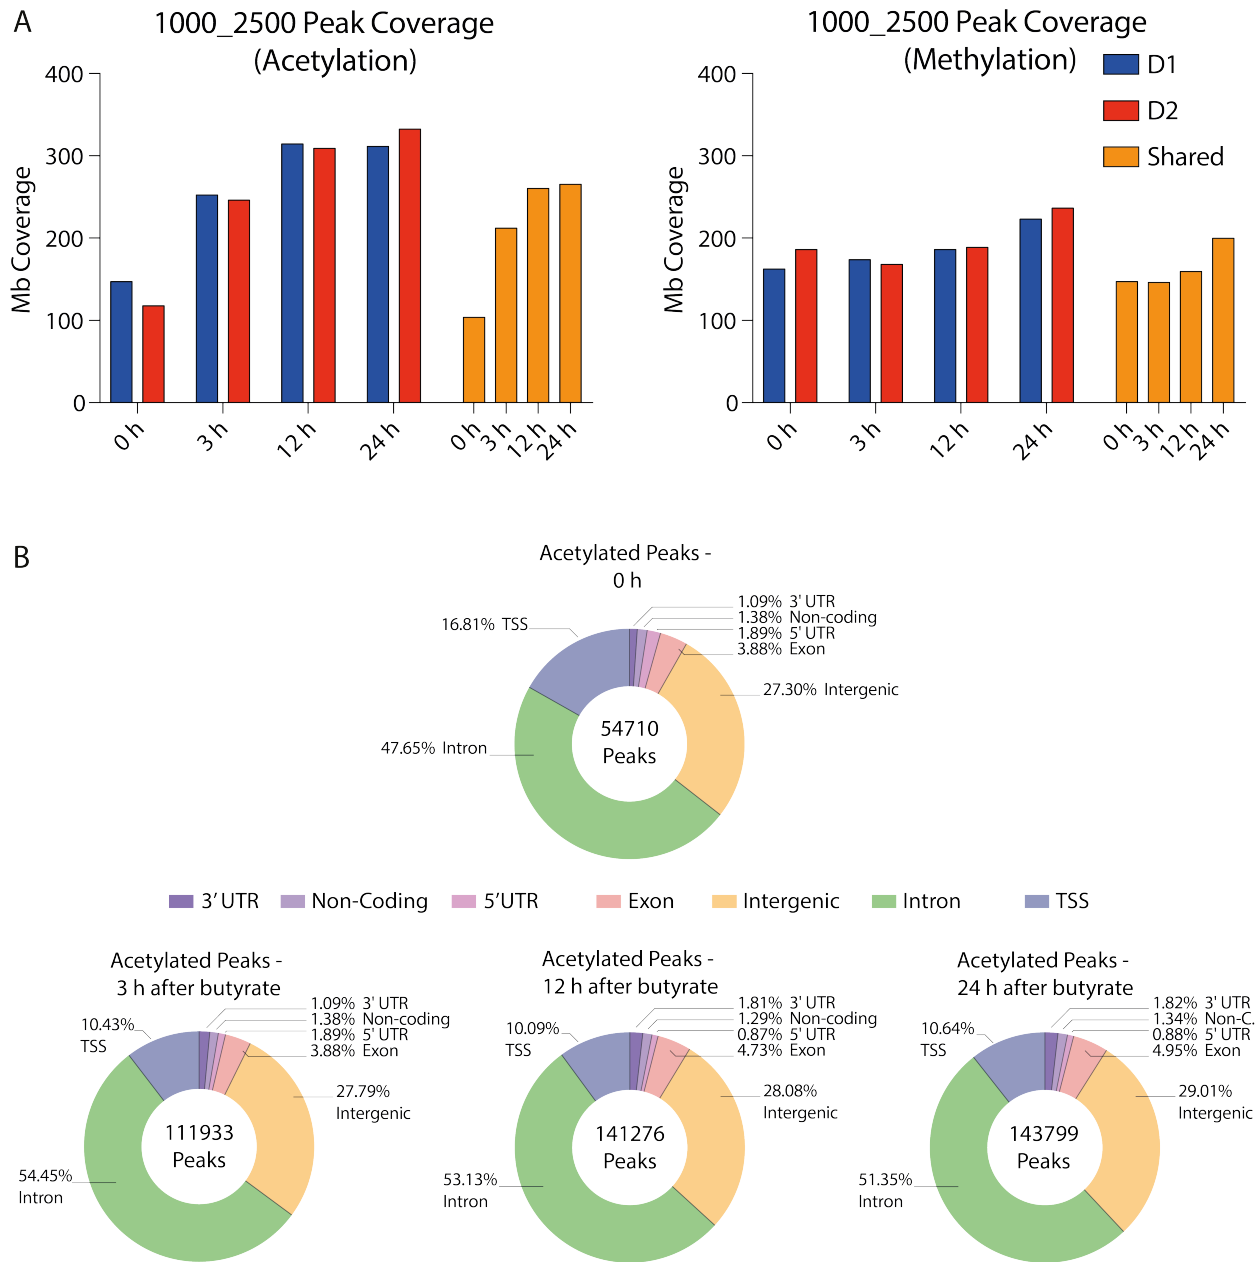 A
1000_2500 Peak Coverage
(Acetylation)
400
300
200
100
0
Mb Coverage
0 h
3 h
12 h
24 h
0 h
3 h
12 h
24 h
1000_2500 Peak Coverage
(Methylation)
D1
D2
Shared
400
300
200
100
0
Mb Coverage
0 h
3 h
12 h
24 h
0 h
3 h
12 h
24 h
B
Acetylated Peaks -
0 h
1.09% 3' UTR
1.38% Non-coding
1.89% 5' UTR
3.88% Exon
16.81% TSS
27.30% Intergenic
47.65% Intron
54710
Peaks
3' UTR Non-Coding 5'UTR Exon Intergenic Intron TSS
Acetylated Peaks -
3 h after butyrate
1.09% 3' UTR
1.38% Non-coding
1.89% 5' UTR
3.88% Exon
10.43%
TSS
27.79%
Intergenic
111933
Peaks
54.45%
Intron
Acetylated Peaks -
12 h after butyrate
1.81% 3' UTR
1.29% Non-coding
0.87% 5' UTR
4.73% Exon
10.09%
TSS
28.08%
Intergenic
141276
Peaks
53.13%
Intron
Acetylated Peaks -
24 h after butyrate
1.82% 3' UTR
1.34% Non-C.
0.88% 5' UTR
4.95% Exon
10.64%
TSS
29.01%
Intergenic
143799
Peaks
51.35%
Intron